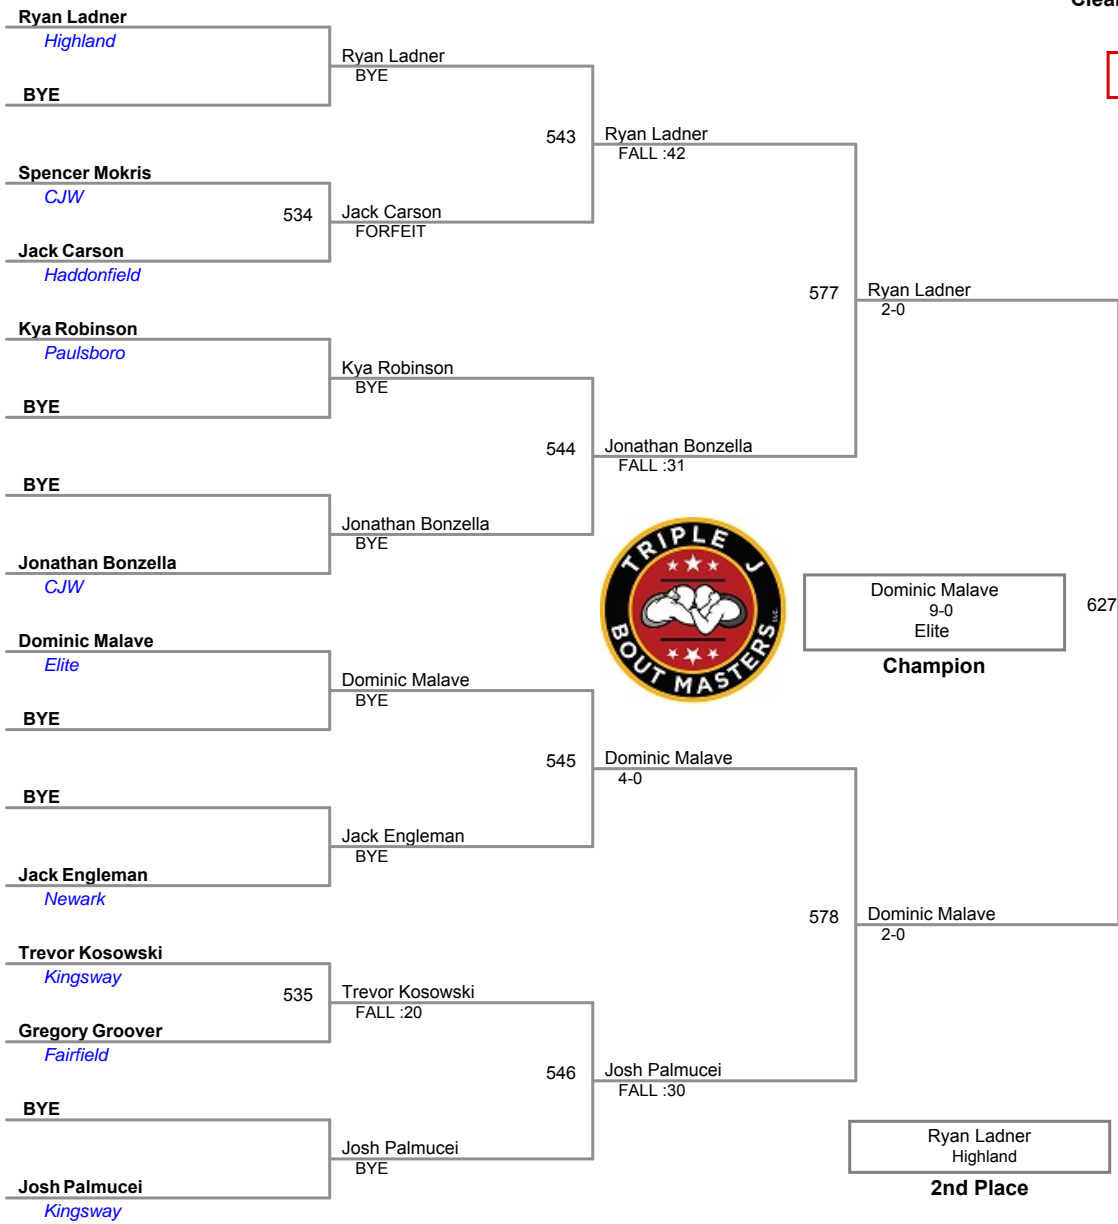 Ryan Ladner
Highland
BYE
Spencer Mokris
CJW
534
Jack Carson
Haddonfield
Kya Robinson
Paulsboro
BYE
BYE
Jonathan Bonzella
CJW
Dominic Malave
Elite
BYE
BYE
Jack Engleman
Newark
Trevor Kosowski
Kingsway
535
Gregory Groover
Fairfield
BYE
Josh Palmucei
Kingsway
Ryan Ladner
BYE
543
Jack Carson
FORFEIT
Kya Robinson
BYE
544
Jonathan Bonzella
BYE
Dominic Malave
BYE
545
Jack Engleman
BYE
Trevor Kosowski
FALL :20
546
Josh Palmucei
BYE
Ryan Ladner
FALL :42
577
Jonathan Bonzella
FALL :31
Dominic Malave
4-0
578
Josh Palmucei
FALL :30
Ryan Ladner
2-0
627
Dominic Malave
2-0
TRIPLE J
BOUT MASTERS
Dominic Malave
9-0
Elite
Champion
Ryan Ladner
Highland
2nd Place